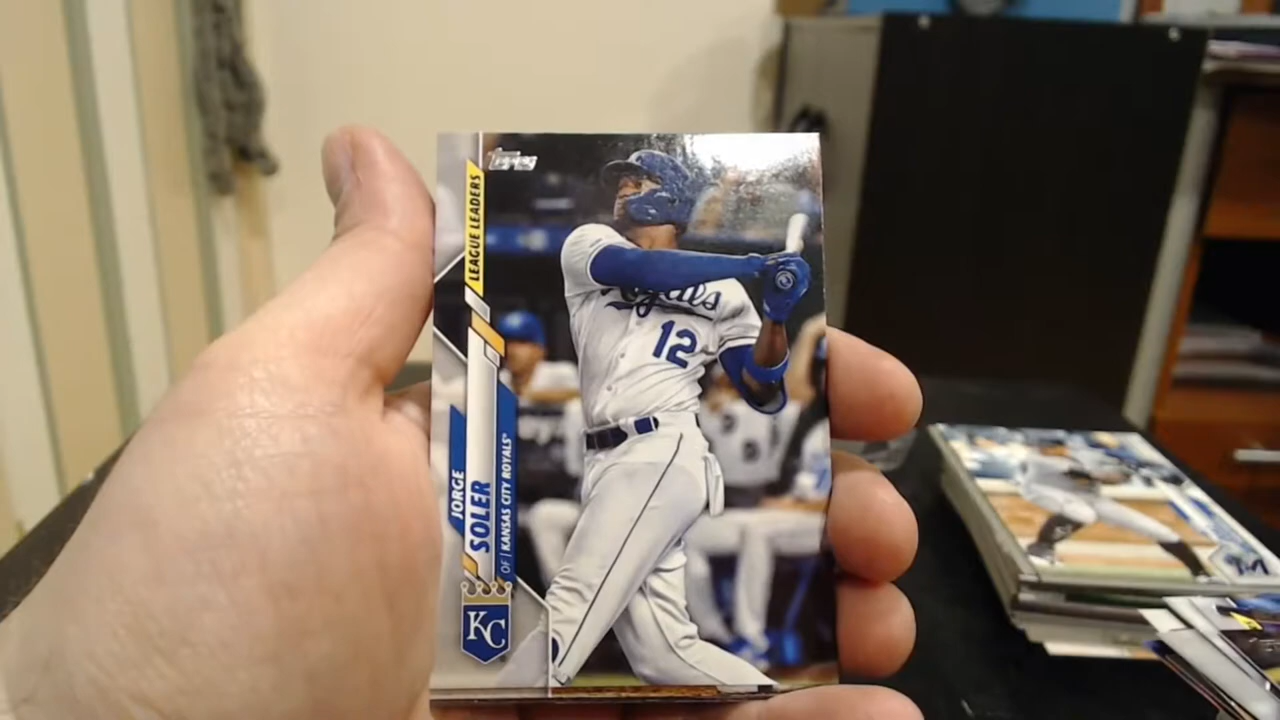 Topps
LEAGUE LEADERS
JORGE
SOLER
OF | KANSAS CITY ROYALS®
KC
Royals
12